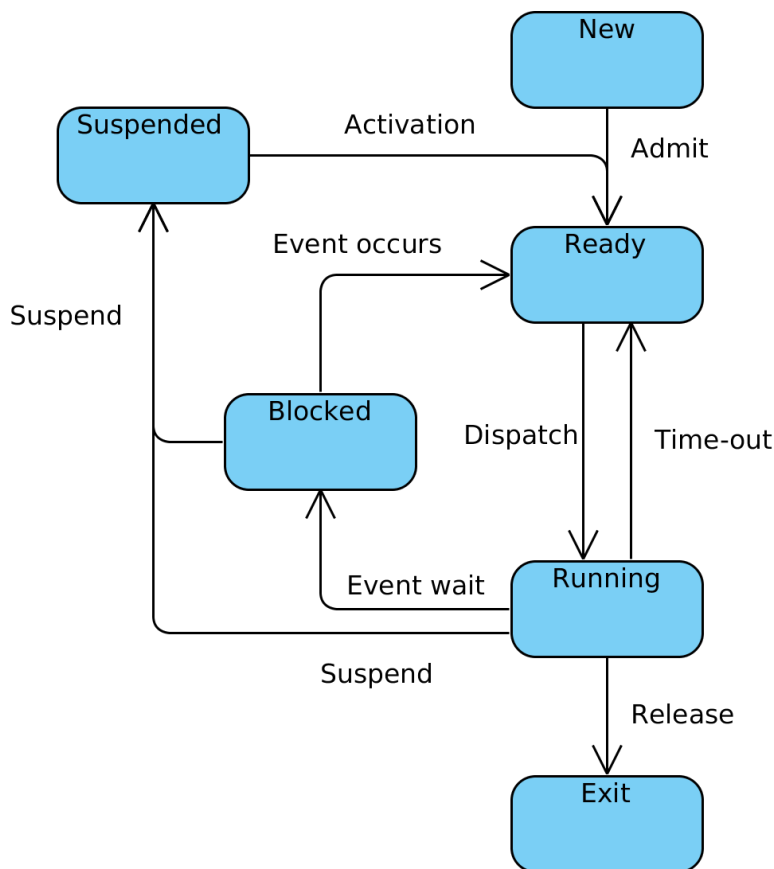 New
Suspended
Activation
Admit
Event occurs
Ready
Suspend
Blocked
Dispatch
Time-out
Event wait
Running
Suspend
Release
Exit